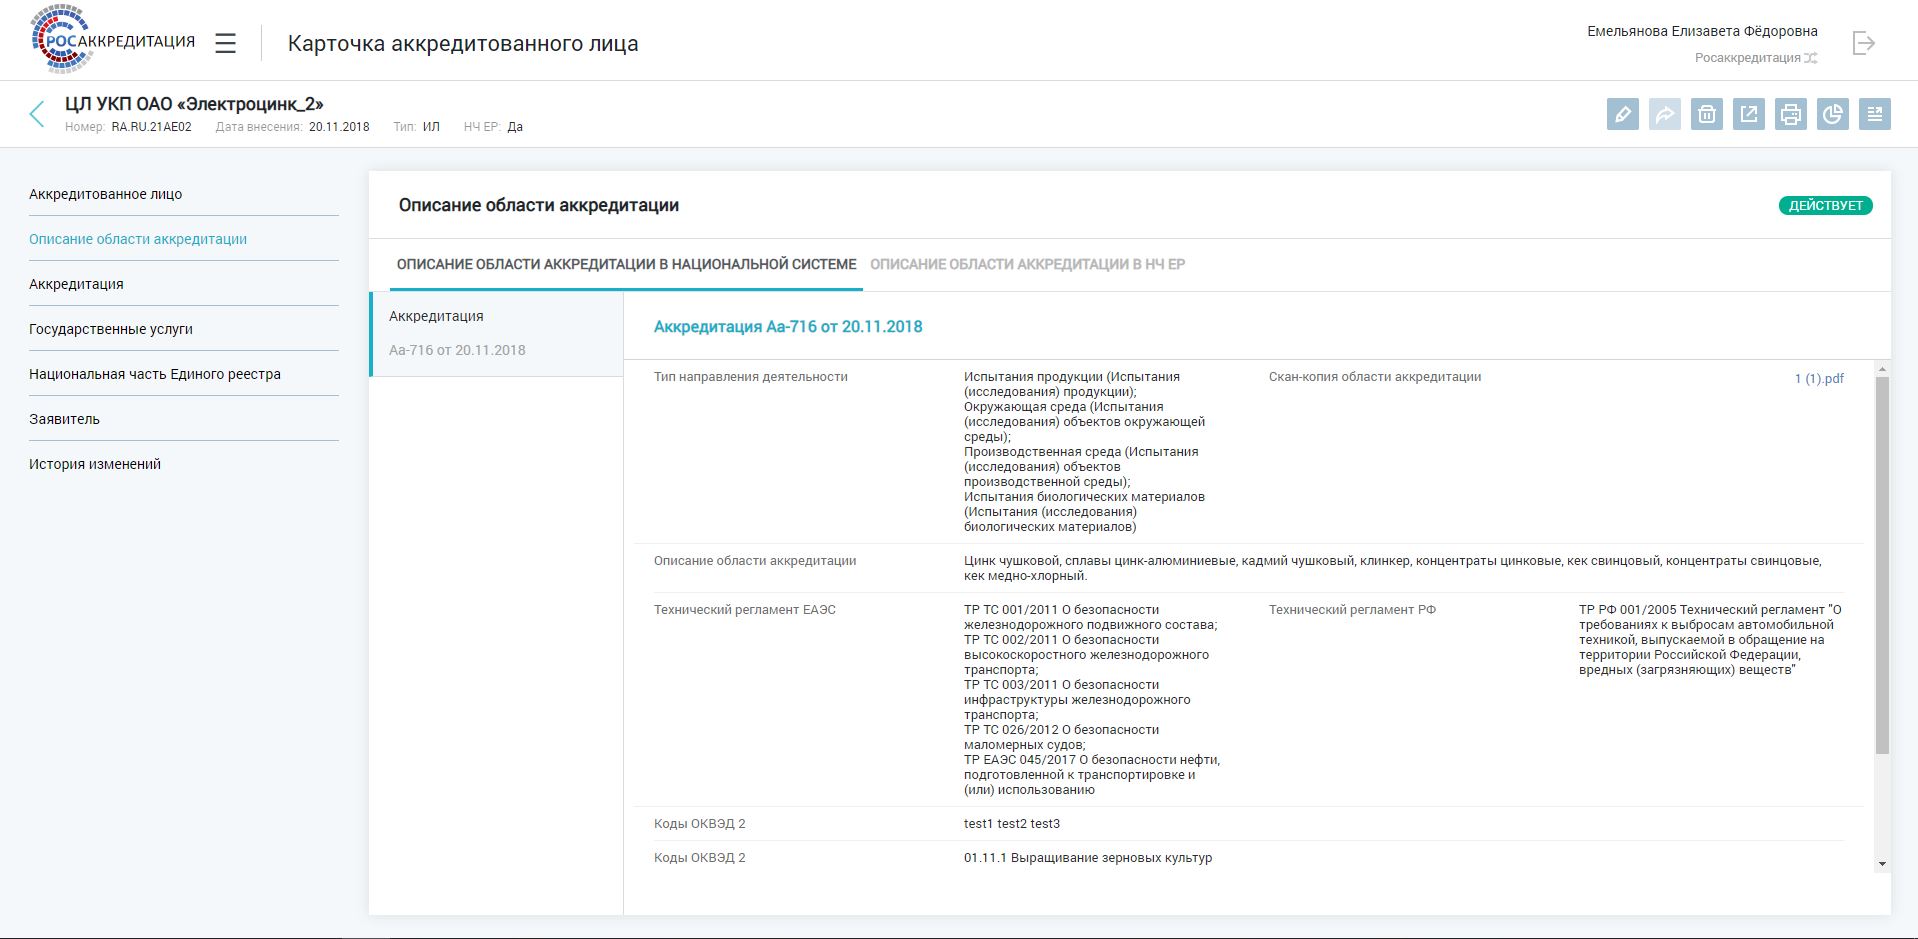 РОСАККРЕДИТАЦИЯ
Карточка аккредитованного лица
Емельянова Елизавета Фёдоровна
Росаккредитация
ЦЛ УКП ОАО «Электроцинк_2»
Номер: RA.RU.21АЕ02 Дата внесения: 20.11.2018 Тип: ИЛ НЧ ЕР: Да
Аккредитованное лицо
Описание области аккредитации
Аккредитация
Государственные услуги
Национальная часть Единого реестра
Заявитель
История изменений
Описание области аккредитации
ДЕЙСТВУЕТ
ОПИСАНИЕ ОБЛАСТИ АККРЕДИТАЦИИ В НАЦИОНАЛЬНОЙ СИСТЕМЕ ОПИСАНИЕ ОБЛАСТИ АККРЕДИТАЦИИ В НЧ ЕР
Аккредитация
Аа-716 от 20.11.2018
Аккредитация Аа-716 от 20.11.2018
Тип направления деятельности
Испытания продукции (Испытания
(исследования) продукции);
Окружающая среда (Испытания
(исследования) объектов окружающей
среды);
Производственная среда (Испытания
(исследования) объектов
производственной среды);
Испытания биологических материалов
(Испытания (исследования)
биологических материалов)
Скан-копия области аккредитации
1 (1).pdf
Описание области аккредитации
Цинк чушковой, сплавы цинк-алюминиевые, кадмий чушковый, клинкер, концентраты цинковые, кек свинцовый, концентраты свинцовые,
кек медно-хлорный.
Технический регламент ЕАЭС
ТР ТС 001/2011 О безопасности
железнодорожного подвижного состава;
ТР ТС 002/2011 О безопасности
высокоскоростного железнодорожного
транспорта;
ТР ТС 003/2011 О безопасности
инфраструктуры железнодорожного
транспорта;
ТР ТС 026/2012 О безопасности
маломерных судов;
ТР ЕАЭС 045/2017 О безопасности нефти,
подготовленной к транспортировке и
(или) использованию
Технический регламент РФ
ТР РФ 001/2005 Технический регламент "О
требованиях к выбросам автомобильной
техникой, выпускаемой в обращение на
территории Российской Федерации,
вредных (загрязняющих) веществ"
Коды ОКВЭД 2
test1 test2 test3
Коды ОКВЭД 2
01.11.1 Выращивание зерновых культур